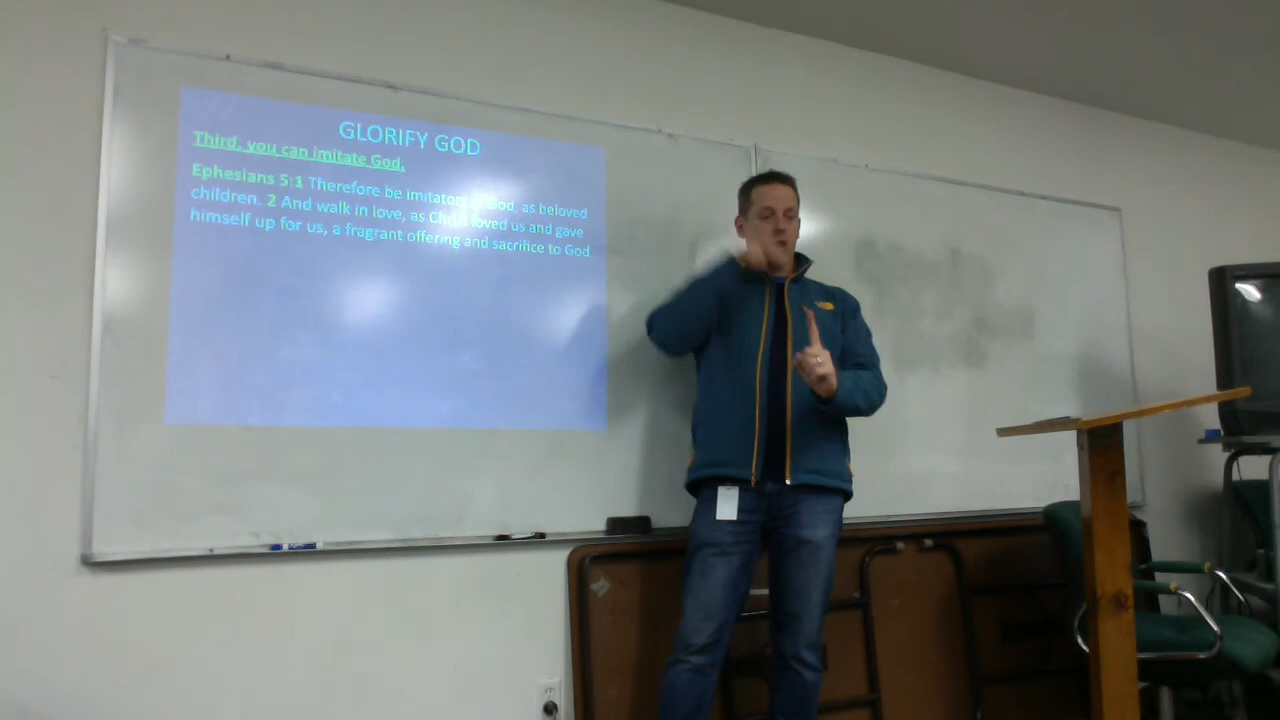 GLORIFY GOD
Third, you can imitate God.
Ephesians 5:1 Therefore be imitators of God, as beloved
children. 2 And walk in love, as Christ loved us and gave
himself up for us, a fragrant offering and sacrifice to God